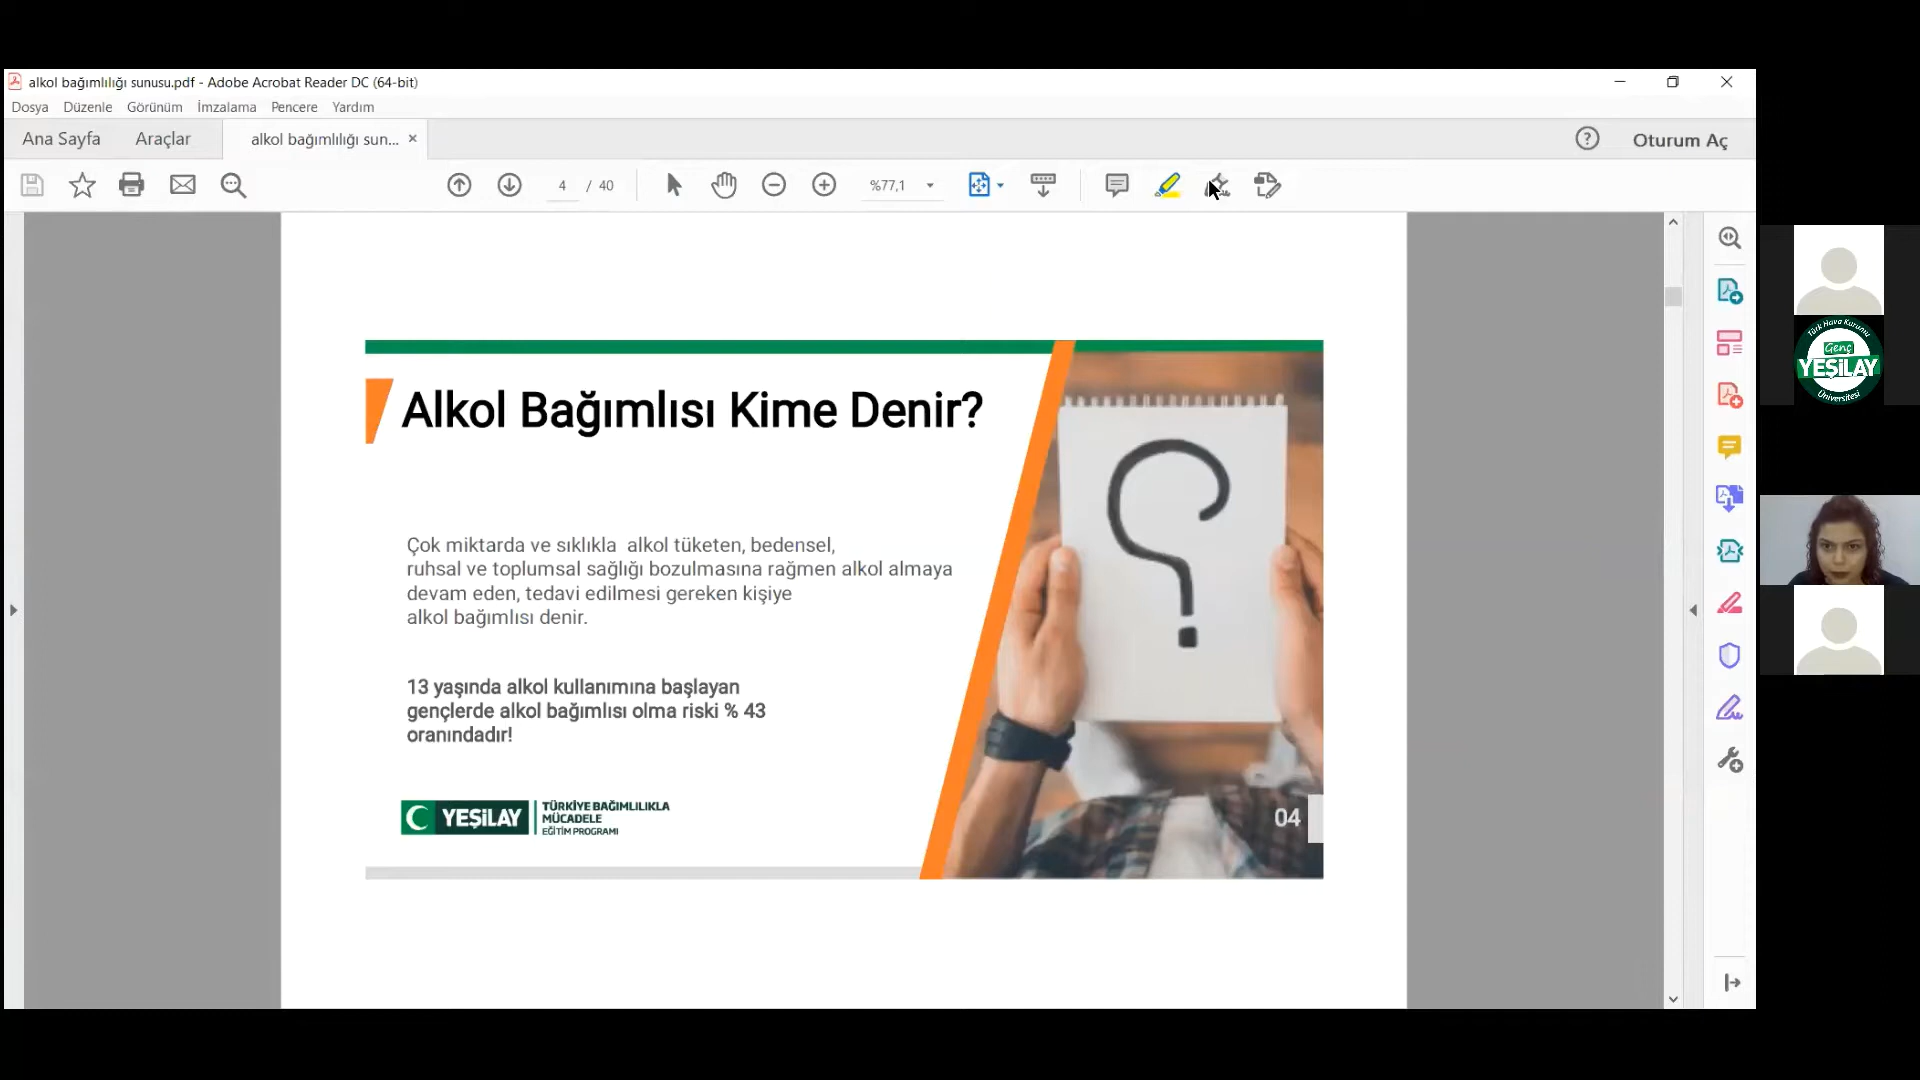 alkol bağımlılığı sunusu.pdf - Adobe Acrobat Reader DC (64-bit)
Dosya Düzenle Görünüm İmzalama Pencere Yardım
Ana Sayfa Araçlar alkol bağımlılığı sun... Oturum Aç
4 / 40 %77,1
Alkol Bağımlısı Kime Denir?
Çok miktarda ve sıklıkla alkol tüketen, bedensel,
ruhsal ve toplumsal sağlığı bozulmasına rağmen alkol almaya
devam eden, tedavi edilmesi gereken kişiye
alkol bağımlısı denir.
13 yaşında alkol kullanımına başlayan
gençlerde alkol bağımlısı olma riski % 43
oranındadır!
YEŞİLAY
TÜRKİYE BAĞIMLILIKLA
MÜCADELE
EĞİTİM PROGRAMI
?
04
Türk Hava Kurumu
Genç
YEŞİLAY
Üniversitesi